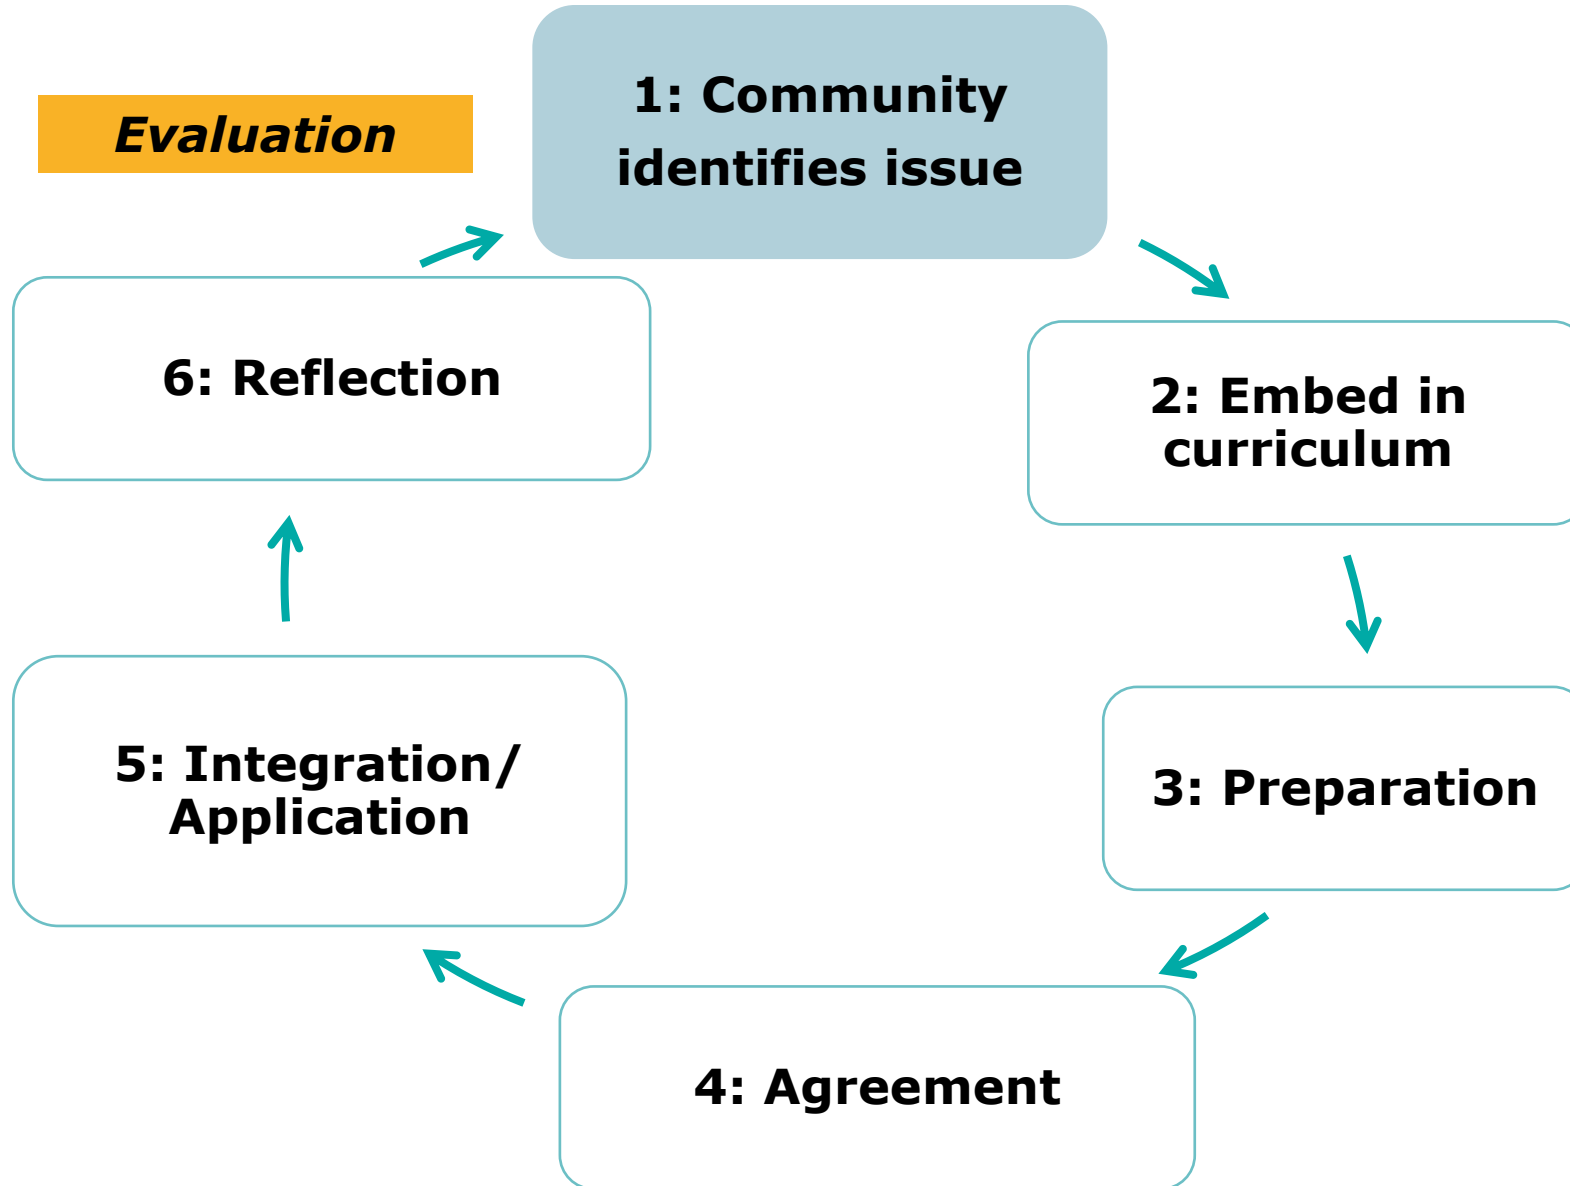 Evaluation
1: Community
identifies issue
2: Embed in
curriculum
3: Preparation
4: Agreement
5: Integration/
Application
6: Reflection